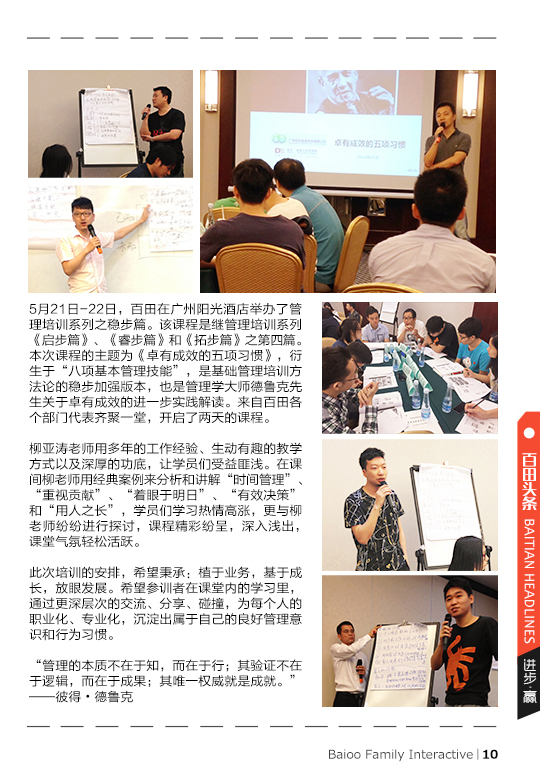 卓有成效的五项习惯
5月21日-22日，百田在广州阳光酒店举办了管
理培训系列之稳步篇。该课程是继管理培训系列
《启步篇》、《睿步篇》和《拓步篇》之第四篇。
本次课程的主题为《卓有成效的五项习惯》，衍
生于“八项基本管理技能”，是基础管理培训方
法论的稳步加强版本，也是管理学大师德鲁克先
生关于卓有成效的进一步实践解读。来自百田各
个部门代表齐聚一堂，开启了两天的课程。
柳亚涛老师用多年的工作经验、生动有趣的教学
方式以及深厚的功底，让学员们受益匪浅。在课
间柳老师用经典案例来分析和讲解“时间管理”、
“重视贡献”、“着眼于明日”、“有效决策”
和“用人之长”，学员们学习热情高涨，更与柳
老师纷纷进行探讨，课程精彩纷呈，深入浅出，
课堂气氛轻松活跃。
此次培训的安排，希望秉承：植于业务，基于成
长，放眼发展。希望参训者在课堂内的学习里，
通过更深层次的交流、分享、碰撞，为每个人的
职业化、专业化，沉淀出属于自己的良好管理意
识和行为习惯。
“管理的本质不在于知，而在于行；其验证不在
于逻辑，而在于成果；其唯一权威就是成就。”
——彼得·德鲁克
百田头条 BAITIAN HEADLINES
进步·赢
Baioo Family Interactive | 10